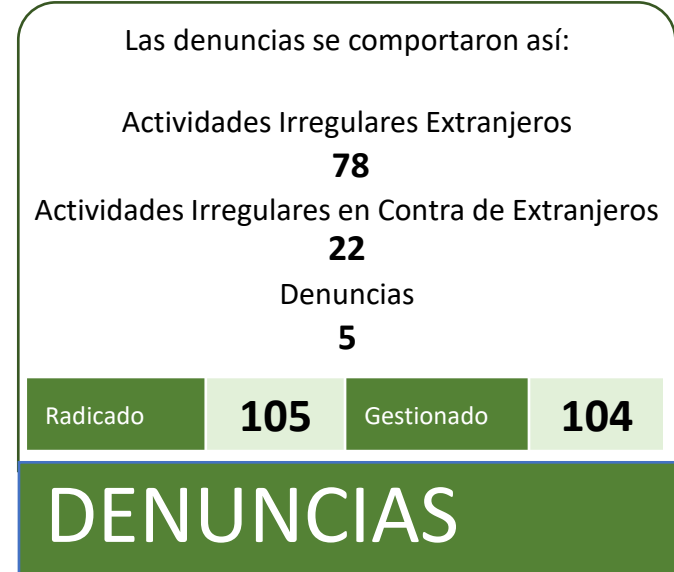 Las denuncias se comportaron así:
Actividades Irregulares Extranjeros
78
Actividades Irregulares en Contra de Extranjeros
22
Denuncias
5
Radicado 105 Gestionado 104
DENUNCIAS